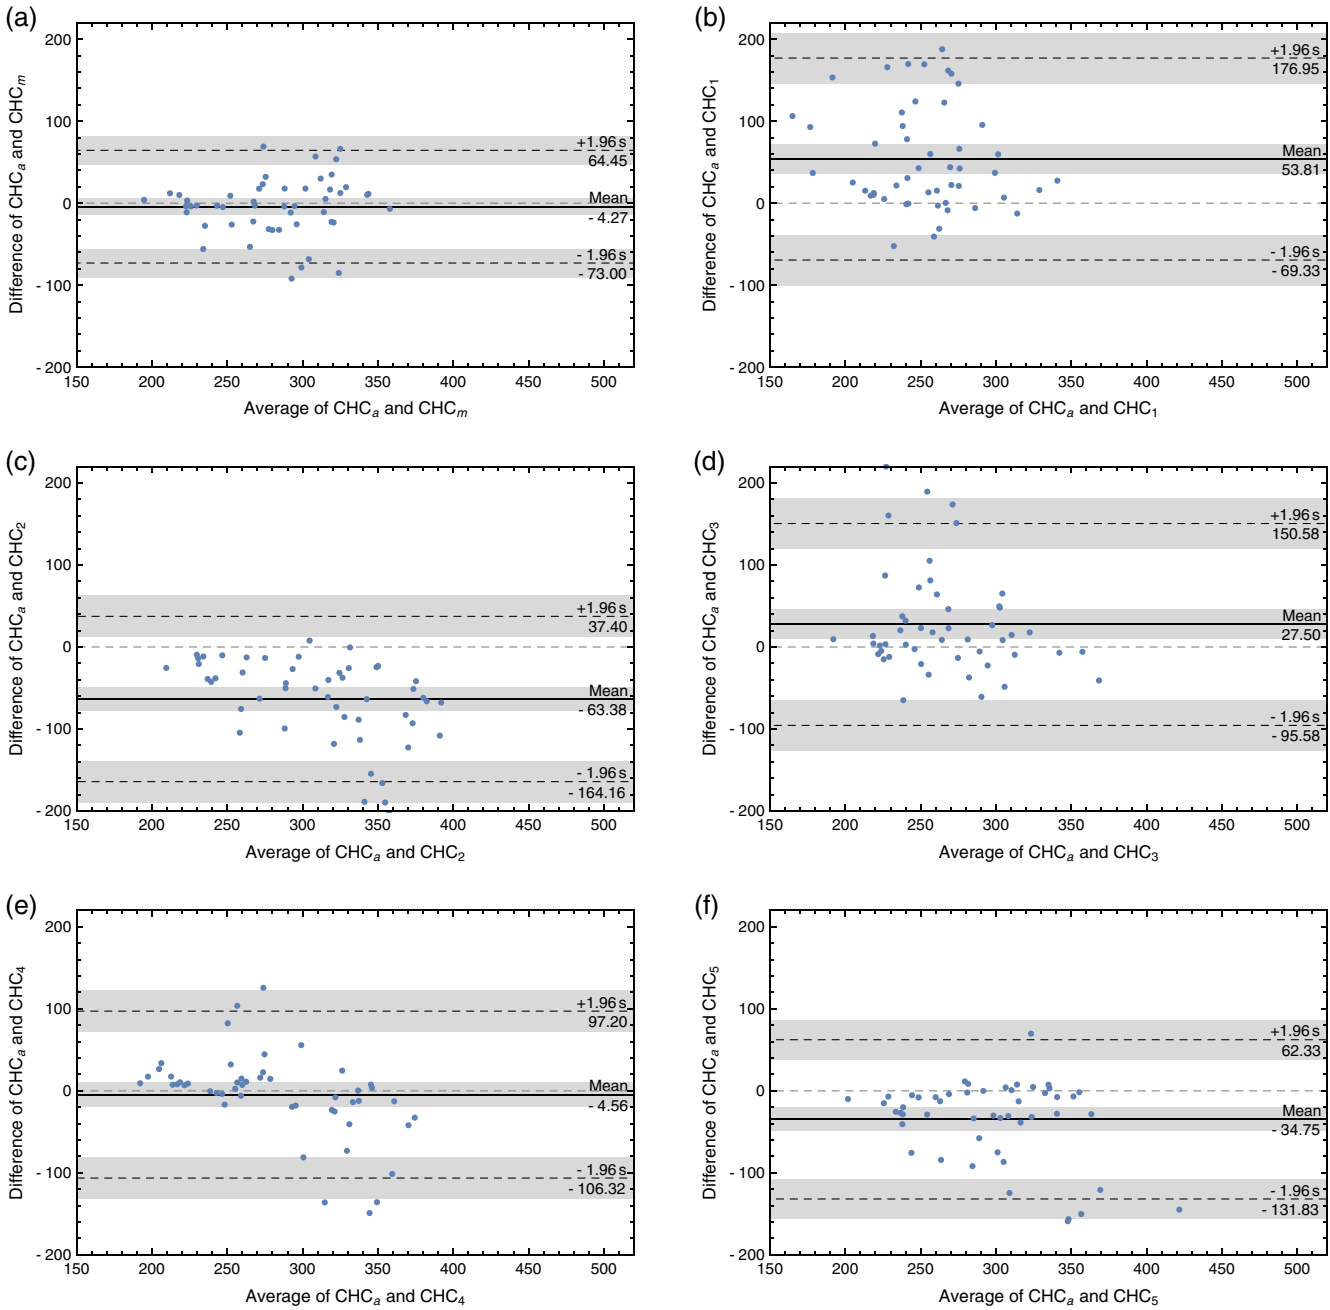 (a)
200
100
0
- 100
- 200
150 200 250 300 350 400 450 500
Difference of CHCa and CHCm
Average of CHCa and CHCm
+1.96 s
64.45
Mean
- 4.27
- 1.96 s
- 73.00
(b)
200
100
0
- 100
- 200
150 200 250 300 350 400 450 500
Difference of CHCa and CHC1
Average of CHCa and CHC1
+1.96 s
176.95
Mean
53.81
- 1.96 s
- 69.33
(c)
200
100
0
- 100
- 200
150 200 250 300 350 400 450 500
Difference of CHCa and CHC2
Average of CHCa and CHC2
+1.96 s
37.40
Mean
- 63.38
- 1.96 s
- 164.16
(d)
200
100
0
- 100
- 200
150 200 250 300 350 400 450 500
Difference of CHCa and CHC3
Average of CHCa and CHC3
+1.96 s
150.58
Mean
27.50
- 1.96 s
- 95.58
(e)
200
100
0
- 100
- 200
150 200 250 300 350 400 450 500
Difference of CHCa and CHC4
Average of CHCa and CHC4
+1.96 s
97.20
Mean
- 4.56
- 1.96 s
- 106.32
(f)
200
100
0
- 100
- 200
150 200 250 300 350 400 450 500
Difference of CHCa and CHC5
Average of CHCa and CHC5
+1.96 s
62.33
Mean
- 34.75
- 1.96 s
- 131.83